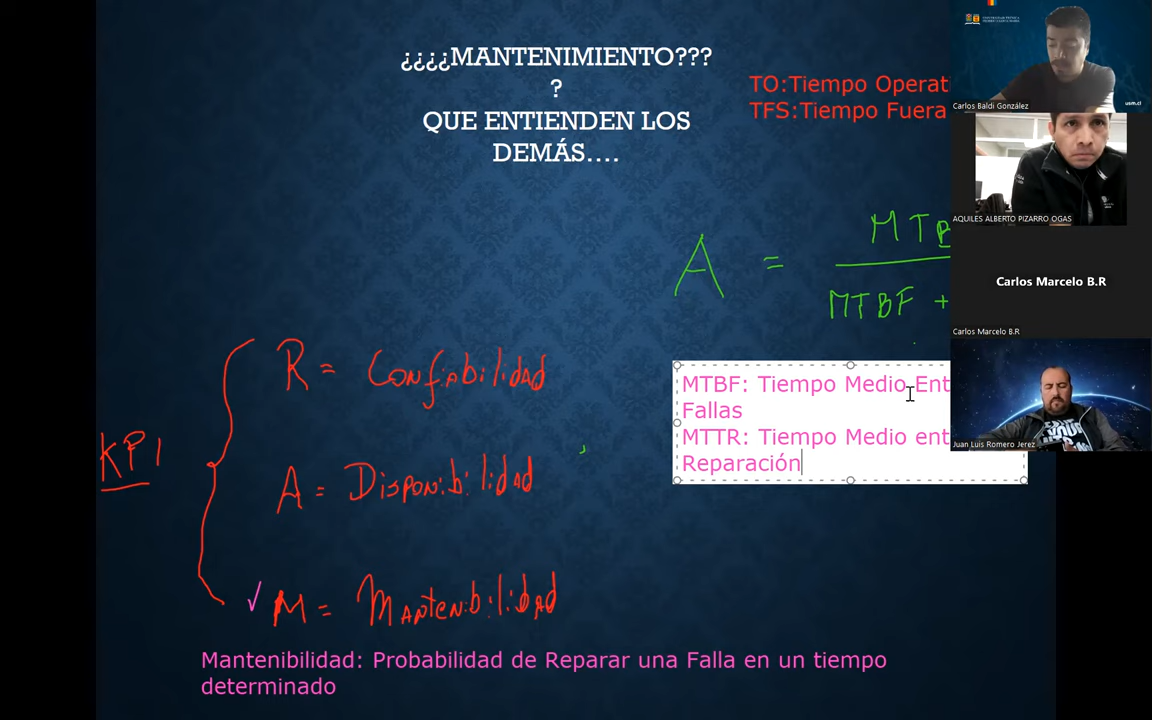 ¿¿¿¿MANTENIMIENTO???
?
QUE ENTIENDEN LOS
DEMÁS....
TO:Tiempo Operat
TFS:Tiempo Fuera
A = MTB
MTBF +
MTBF: Tiempo Medio Ent
Fallas
MTTR: Tiempo Medio ent
Reparación
KPI
R = Confiabilidad
A = Disponibilidad
✓ M = Mantenibilidad
Mantenibilidad: Probabilidad de Reparar una Falla en un tiempo
determinado
usm.cl
Carlos Baldi González
AQUILES ALBERTO PIZARRO OGAS
Carlos Marcelo B.R
Carlos Marcelo B.R
Juan Luis Romero Jerez